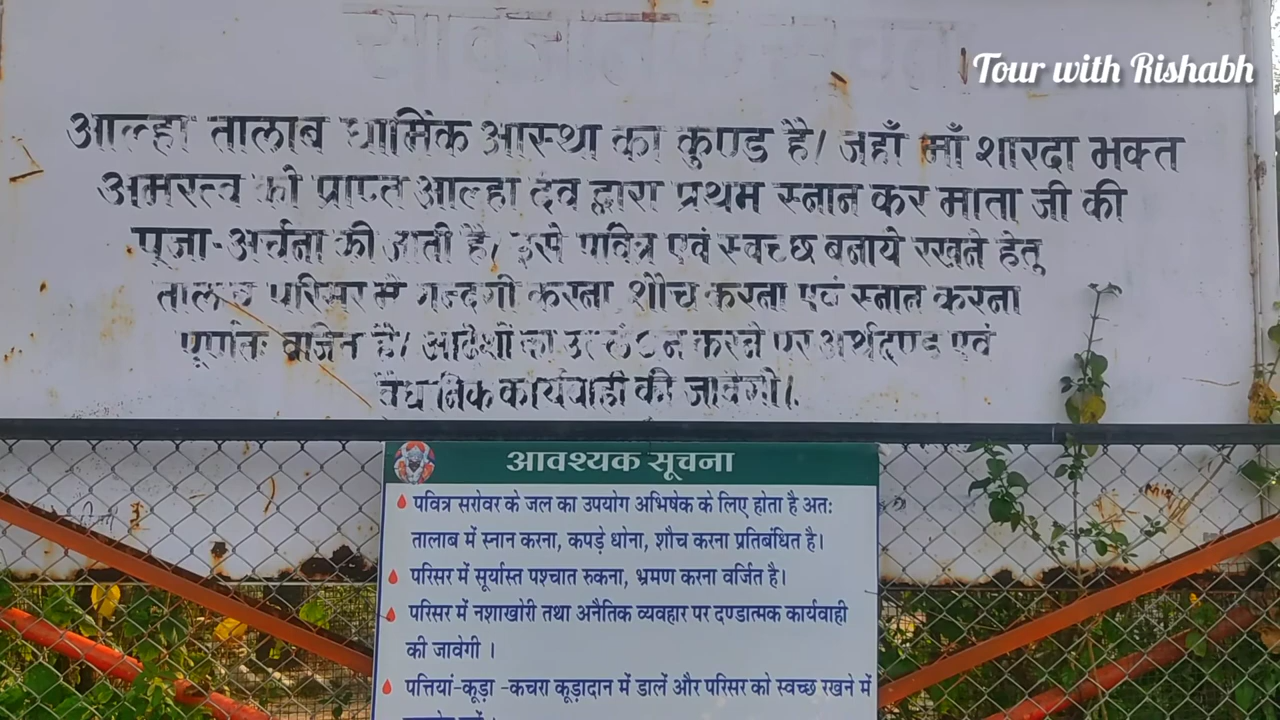 Tour with Rishabh
आल्हा तालाब धार्मिक आस्था का कुण्ड है। जहाँ माँ शारदा भक्त
अमरत्व को प्राप्त आल्हा देव द्वारा प्रथम स्नान कर माता जी की
पूजा-अर्चना की जाती है। इसे पवित्र एवं स्वच्छ बनाये रखने हेतु
तालाब परिसर में गन्दगी करना शौच करना एवं स्नान करना
पूर्णतः वर्जित है। आदेशों का उल्लंघन करने पर अर्थदण्ड एवं
वैधानिक कार्यवाही की जावेगी।
आवश्यक सूचना
पवित्र सरोवर के जल का उपयोग अभिषेक के लिए होता है अतः
तालाब में स्नान करना, कपड़े धोना, शौच करना प्रतिबंधित है।
परिसर में सूर्यास्त पश्चात रुकना, भ्रमण करना वर्जित है।
परिसर में नशाखोरी तथा अनैतिक व्यवहार पर दण्डात्मक कार्यवाही
की जावेगी ।
पत्तियां-कूड़ा -कचरा कूड़ादान में डालें और परिसर को स्वच्छ रखने में